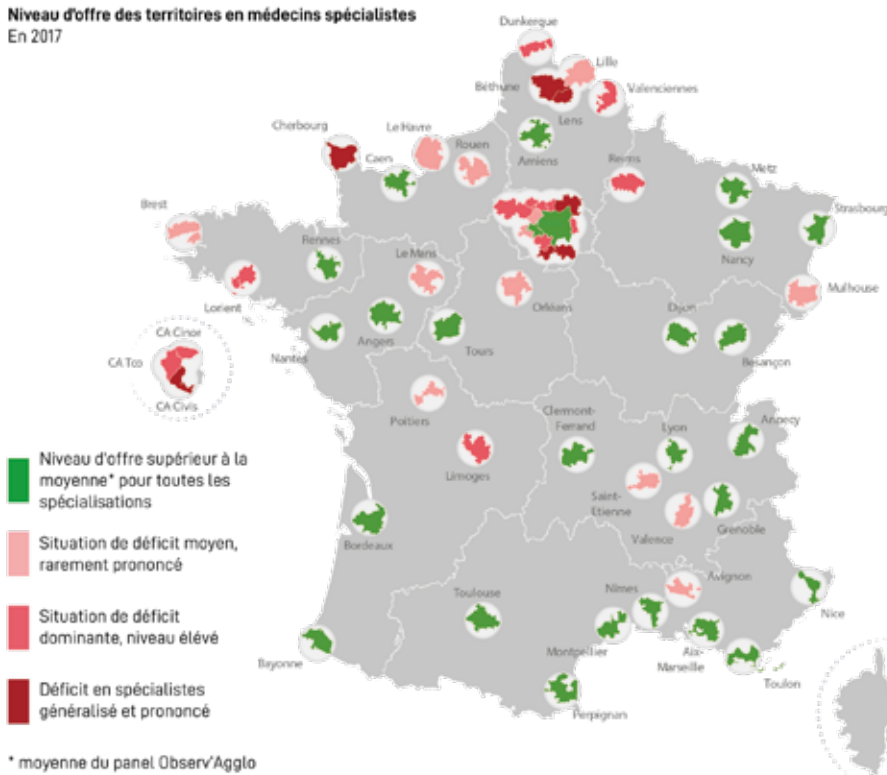 Niveau d'offre des territoires en médecins spécialistes
En 2017
Dunkergue
Lille
Béthune
Valenciennes
Lens
Cherbourg
Le Havre
Rouen
Caers
Amiens
Reims
Metz
Strasbourg
Nancy
Brest
Rennes
Le Mans
Orléans
Mulhouse
Lorient
Angers
Tours
Dijon
Besançon
Nantes
CA Cinor
CA Tco
CA Civis
Poitiers
Clermont-
Ferrand
Lyon
Annecy
Limoges
Saint-
Etienne
Valence
Grenoble
Bordeaux
Avignon
Nîmes
Toulouse
Nice
Montpellier
Aix-
Marseille
Toulon
Bayonne
Perpignan
Niveau d'offre supérieur à la
moyenne* pour toutes les
spécialisations
Situation de déficit moyen,
rarement prononcé
Situation de déficit
dominante, niveau élévé
Déficit en spécialistes
généralisé et prononcé
* moyenne du panel Observ'Agglo